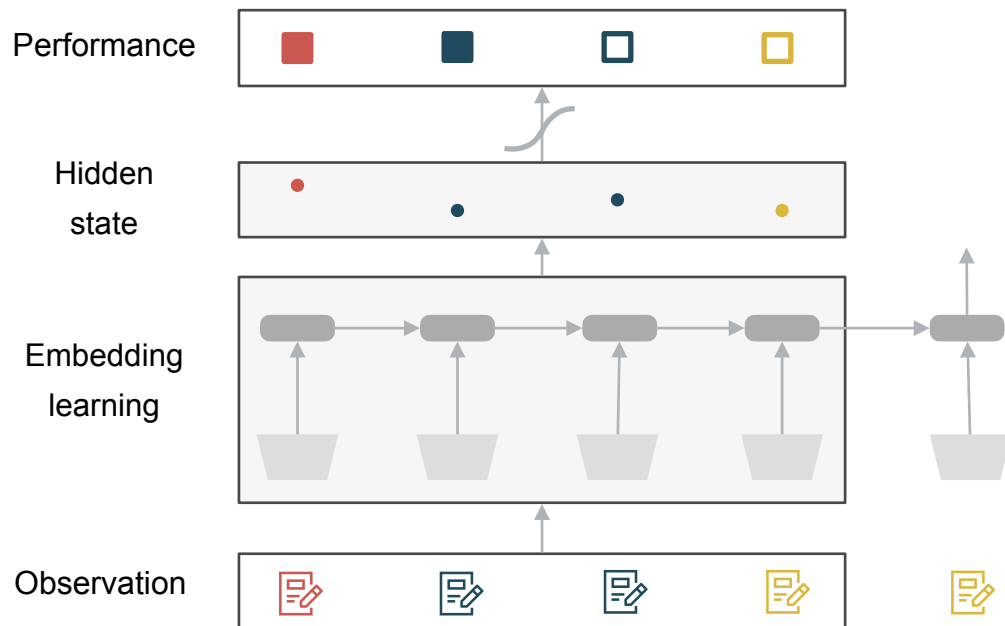 Performance
Hidden
state
Embedding
learning
Observation